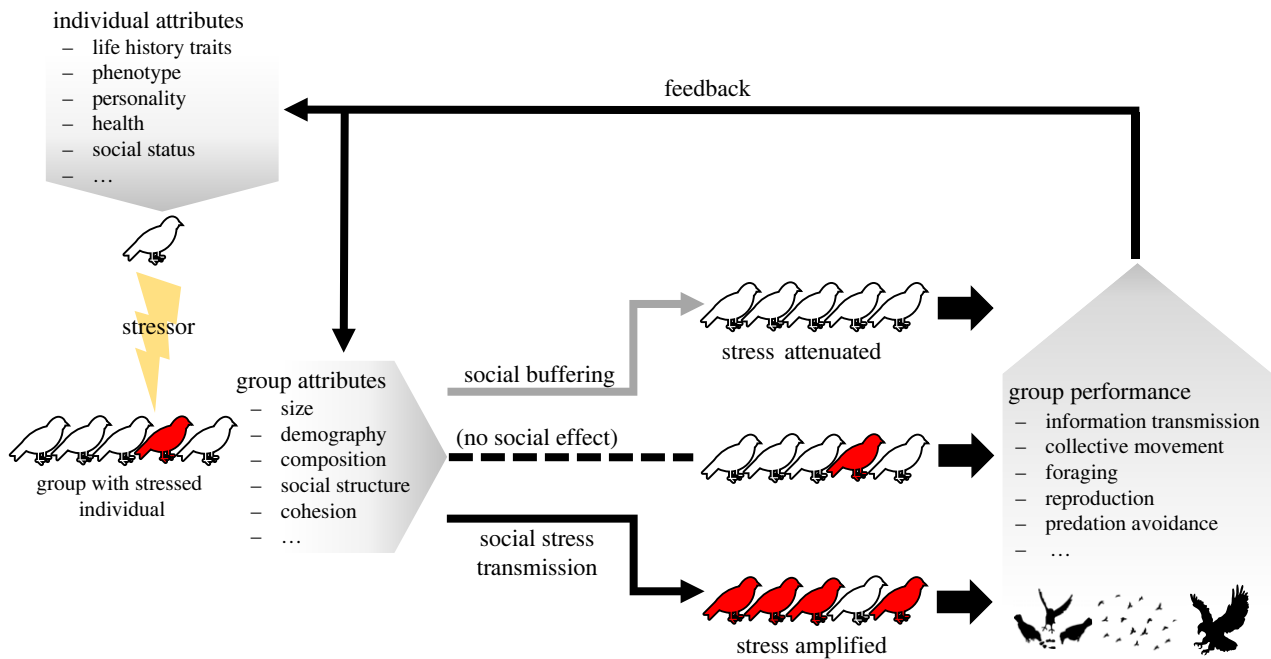 individual attributes
– life history traits
– phenotype
– personality
– health
– social status
– …
feedback
stressor
group with stressed
individual
group attributes
– size
– demography
– composition
– social structure
– cohesion
– …
social buffering
(no social effect)
social stress
transmission
stress attenuated
stress amplified
group performance
– information transmission
– collective movement
– foraging
– reproduction
– predation avoidance
– …